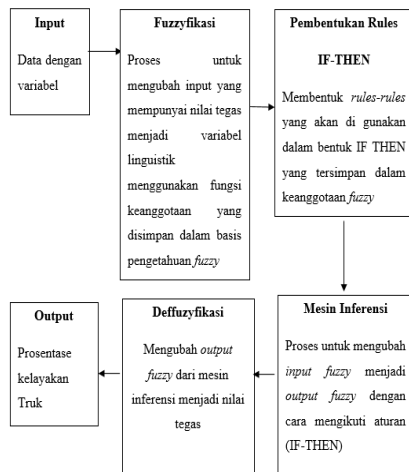 Input
Data dengan
variabel
Fuzzyfikasi
Proses untuk
mengubah input yang
mempunyai nilai tegas
menjadi variabel
linguistik
menggunakan fungsi
keanggotaan yang
disimpan dalam basis
pengetahuan fuzzy
Pembentukan Rules
IF-THEN
Membentuk rules-rules
yang akan di gunakan
dalam bentuk IF THEN
yang tersimpan dalam
keanggotaan fuzzy
Mesin Inferensi
Proses untuk mengubah
input fuzzy menjadi
output fuzzy dengan
cara mengikuti aturan
(IF-THEN)
Deffuzyfikasi
Mengubah output
fuzzy dari mesin
inferensi menjadi nilai
tegas
Output
Prosentase
kelayakan
Truk